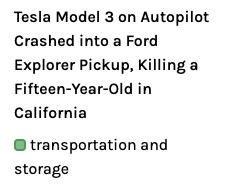 Tesla Model 3 on Autopilot
Crashed into a Ford
Explorer Pickup, Killing a
Fifteen-Year-Old in
California
transportation and
storage